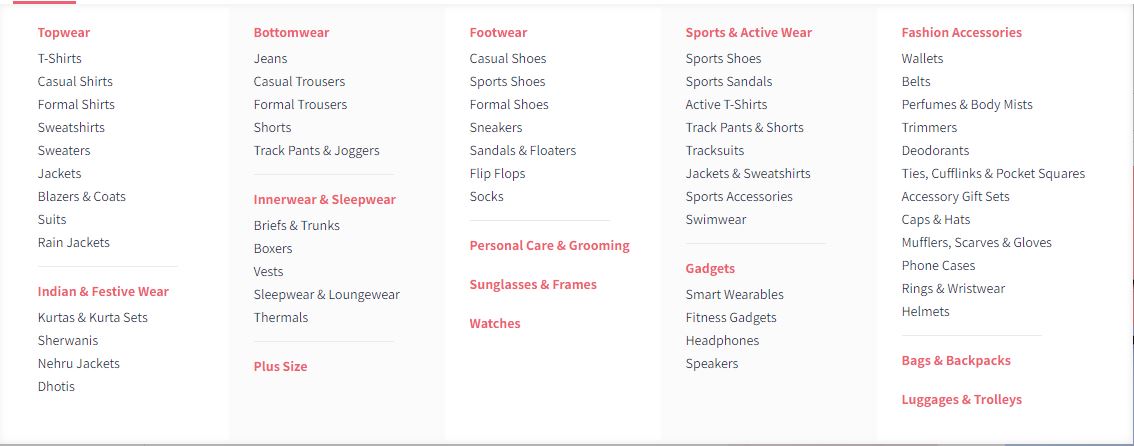 Topwear
T-Shirts
Casual Shirts
Formal Shirts
Sweatshirts
Sweaters
Jackets
Blazers & Coats
Suits
Rain Jackets
Indian & Festive Wear
Kurtas & Kurta Sets
Sherwanis
Nehru Jackets
Dhotis
Bottomwear
Jeans
Casual Trousers
Formal Trousers
Shorts
Track Pants & Joggers
Innerwear & Sleepwear
Briefs & Trunks
Boxers
Vests
Sleepwear & Loungewear
Thermals
Plus Size
Footwear
Casual Shoes
Sports Shoes
Formal Shoes
Sneakers
Sandals & Floaters
Flip Flops
Socks
Personal Care & Grooming
Sunglasses & Frames
Watches
Sports & Active Wear
Sports Shoes
Sports Sandals
Active T-Shirts
Track Pants & Shorts
Tracksuits
Jackets & Sweatshirts
Sports Accessories
Swimwear
Gadgets
Smart Wearables
Fitness Gadgets
Headphones
Speakers
Fashion Accessories
Wallets
Belts
Perfumes & Body Mists
Trimmers
Deodorants
Ties, Cufflinks & Pocket Squares
Accessory Gift Sets
Caps & Hats
Mufflers, Scarves & Gloves
Phone Cases
Rings & Wristwear
Helmets
Bags & Backpacks
Luggages & Trolleys